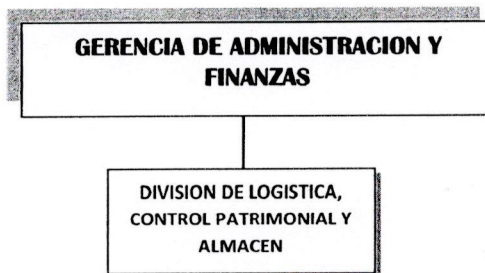 GERENCIA DE ADMINISTRACION Y
FINANZAS
DIVISION DE LOGISTICA,
CONTROL PATRIMONIAL Y
ALMACEN